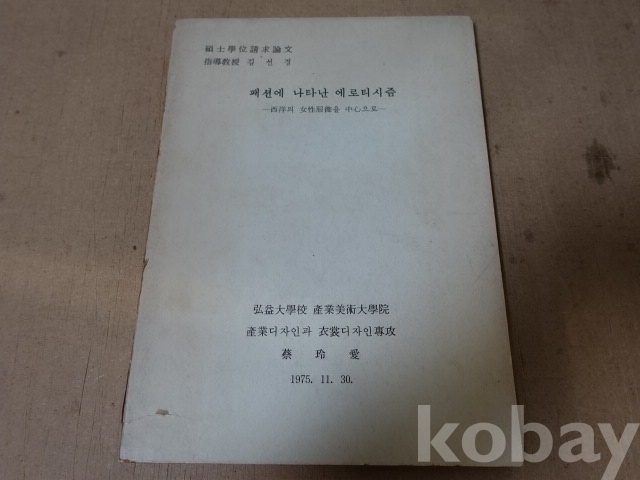 碩士學位請求論文
指導敎授 김 선 경
패션에 나타난 에로티시즘
—西洋의 女性服飾을 中心으로—
弘益大學校 產業美術大學院
產業디자인과 衣裳디자인專攻
蔡 玲 愛
1975. 11. 30.
kobay